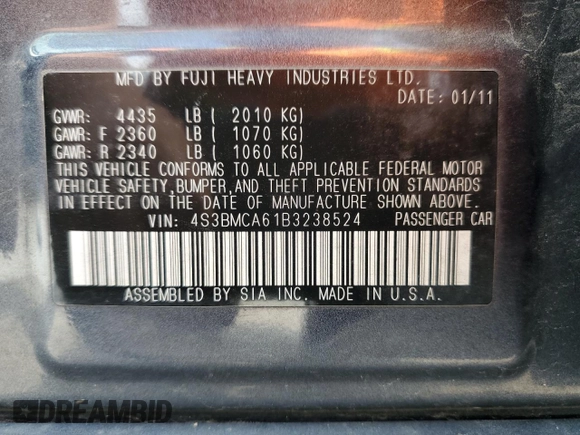 MFD BY FUJI HEAVY INDUSTRIES LTD.
DATE: 01/11
GVWR: 4435 LB ( 2010 KG)
GAWR: F 2360 LB ( 1070 KG)
GAWR: R 2340 LB ( 1060 KG)
THIS VEHICLE CONFORMS TO ALL APPLICABLE FEDERAL MOTOR
VEHICLE SAFETY,BUMPER,AND THEFT PREVENTION STANDARDS
IN EFFECT ON THE DATE OF MANUFACTURE SHOWN ABOVE.
VIN: 4S3BMCA61B3238524 PASSENGER CAR
ASSEMBLED BY SIA INC. MADE IN U.S.A.
DREAMBID